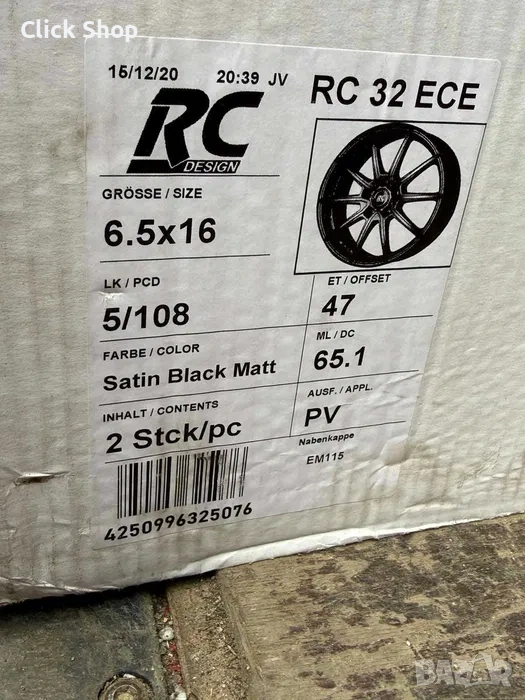 Click Shop
15/12/20 20:39 JV
RC 32 ECE
RC
DESIGN
GRÖSSE / SIZE
6.5x16
LK / PCD
5/108
ET / OFFSET
47
FARBE / COLOR
Satin Black Matt
ML / DC
65.1
INHALT / CONTENTS
2 Stck/pc
AUSF. / APPL.
PV
Nabenkappe
EM115
4250996325076
BAZAR